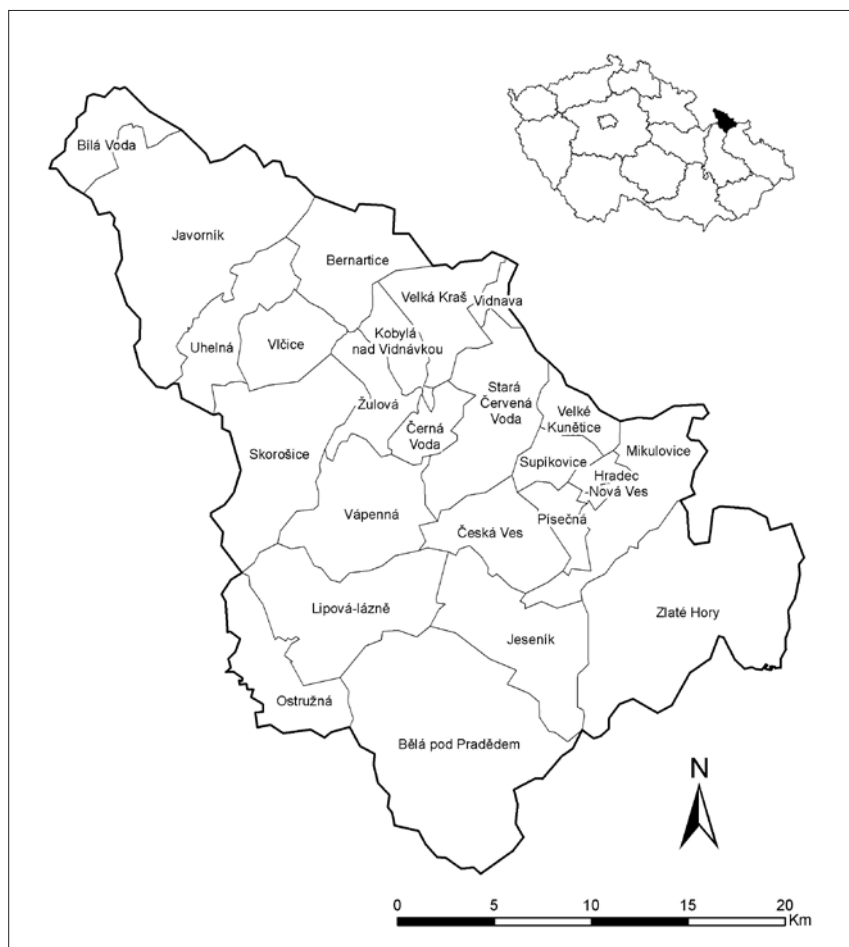 Bílá Voda
Javorník
Bernartice
Velká Kraš
Vidnava
Uhelná
Vlčice
Kobylá
nad Vidnávkou
Žulová
Stará
Červená
Voda
Velké
Kunětice
Černá
Voda
Skorošice
Supíkovice
Mikulovice
Hradec
-Nová Ves
Vápenná
Česká Ves
Písečná
Lipová-lázně
Jeseník
Zlaté Hory
Ostružná
Bělá pod Pradědem
N
0 5 10 15 20
Km